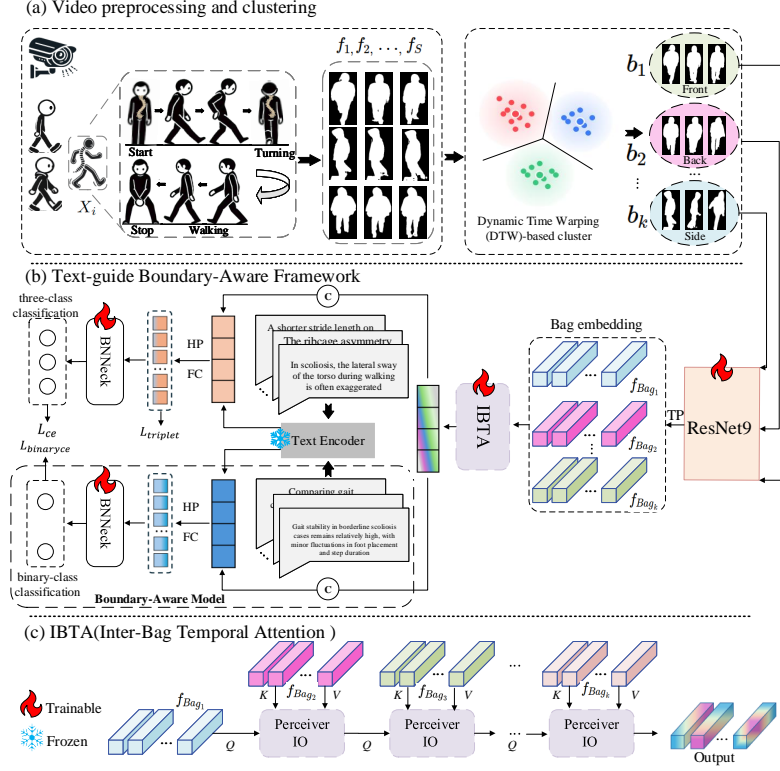 (a) Video preprocessing and clustering
f1, f2, ..., fS
Start
Turning
Stop
Walking
Xi
Dynamic Time Warping
(DTW)-based cluster
b1
Front
b2
Back
...
bk
Side
(b) Text-guide Boundary-Aware Framework
three-class
classification
BNNeck
HP
FC
C
A shorter stride length on
The ribcage asymmetry
In scoliosis, the lateral sway
of the torso during walking
is often exaggerated
Lce
Lbinaryce
Ltriplet
Text Encoder
IBTA
Bag embedding
fBag1
fBag2
fBagk
TP
ResNet9
BNNeck
HP
FC
Comparing gait
Gait stability in borderline scoliosis
cases remains relatively high, with
minor fluctuations in foot placement
and step duration
C
binary-class
classification
Boundary-Aware Model
(c) IBTA(Inter-Bag Temporal Attention )
Trainable
Frozen
fBag1
Q
K fBag2 V
Perceiver
IO
Q
K fBag3 V
Perceiver
IO
Q
...
K fBagk V
Perceiver
IO
Output